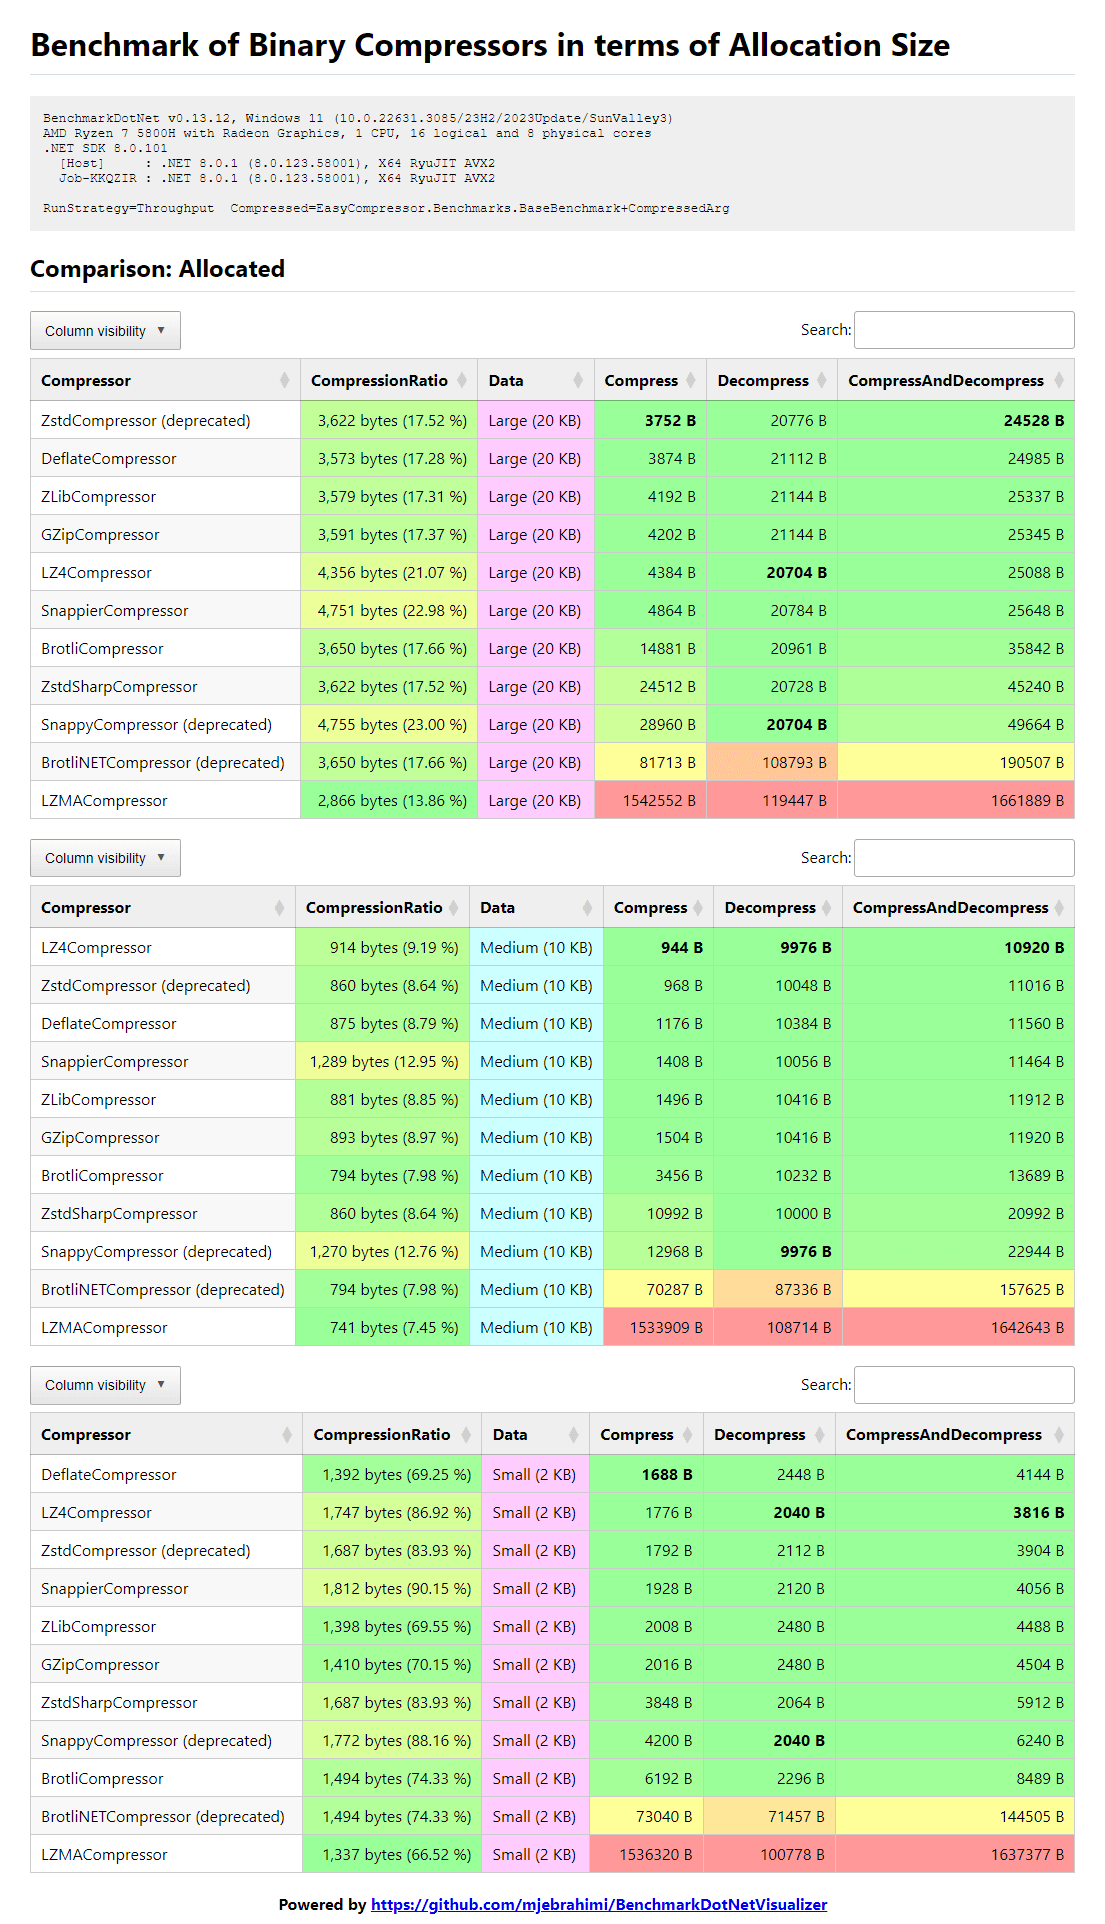 Benchmark of Binary Compressors in terms of Allocation Size
BenchmarkDotNet v0.13.12, Windows 11 (10.0.22631.3085/23H2/2023Update/SunValley3)
AMD Ryzen 7 5800H with Radeon Graphics, 1 CPU, 16 logical and 8 physical cores
.NET SDK 8.0.101
[Host]     : .NET 8.0.1 (8.0.123.58001), X64 RyuJIT AVX2
Job-KKQZIR : .NET 8.0.1 (8.0.123.58001), X64 RyuJIT AVX2
RunStrategy=Throughput  Compressed=EasyCompressor.Benchmarks.BaseBenchmark+CompressedArg
Comparison: Allocated
Column visibility ▼ Search:
Compressor CompressionRatio Data Compress Decompress CompressAndDecompress
ZstdCompressor (deprecated) 3,622 bytes (17.52 %) Large (20 KB) 3752 B 20776 B 24528 B
DeflateCompressor 3,573 bytes (17.28 %) Large (20 KB) 3874 B 21112 B 24985 B
ZLibCompressor 3,579 bytes (17.31 %) Large (20 KB) 4192 B 21144 B 25337 B
GZipCompressor 3,591 bytes (17.37 %) Large (20 KB) 4202 B 21144 B 25345 B
LZ4Compressor 4,356 bytes (21.07 %) Large (20 KB) 4384 B 20704 B 25088 B
SnappierCompressor 4,751 bytes (22.98 %) Large (20 KB) 4864 B 20784 B 25648 B
BrotliCompressor 3,650 bytes (17.66 %) Large (20 KB) 14881 B 20961 B 35842 B
ZstdSharpCompressor 3,622 bytes (17.52 %) Large (20 KB) 24512 B 20728 B 45240 B
SnappyCompressor (deprecated) 4,755 bytes (23.00 %) Large (20 KB) 28960 B 20704 B 49664 B
BrotliNETCompressor (deprecated) 3,650 bytes (17.66 %) Large (20 KB) 81713 B 108793 B 190507 B
LZMACompressor 2,866 bytes (13.86 %) Large (20 KB) 1542552 B 119447 B 1661889 B
Column visibility ▼ Search:
Compressor CompressionRatio Data Compress Decompress CompressAndDecompress
LZ4Compressor 914 bytes (9.19 %) Medium (10 KB) 944 B 9976 B 10920 B
ZstdCompressor (deprecated) 860 bytes (8.64 %) Medium (10 KB) 968 B 10048 B 11016 B
DeflateCompressor 875 bytes (8.79 %) Medium (10 KB) 1176 B 10384 B 11560 B
SnappierCompressor 1,289 bytes (12.95 %) Medium (10 KB) 1408 B 10056 B 11464 B
ZLibCompressor 881 bytes (8.85 %) Medium (10 KB) 1496 B 10416 B 11912 B
GZipCompressor 893 bytes (8.97 %) Medium (10 KB) 1504 B 10416 B 11920 B
BrotliCompressor 794 bytes (7.98 %) Medium (10 KB) 3456 B 10232 B 13689 B
ZstdSharpCompressor 860 bytes (8.64 %) Medium (10 KB) 10992 B 10000 B 20992 B
SnappyCompressor (deprecated) 1,270 bytes (12.76 %) Medium (10 KB) 12968 B 9976 B 22944 B
BrotliNETCompressor (deprecated) 794 bytes (7.98 %) Medium (10 KB) 70287 B 87336 B 157625 B
LZMACompressor 741 bytes (7.45 %) Medium (10 KB) 1533909 B 108714 B 1642643 B
Column visibility ▼ Search:
Compressor CompressionRatio Data Compress Decompress CompressAndDecompress
DeflateCompressor 1,392 bytes (69.25 %) Small (2 KB) 1688 B 2448 B 4144 B
LZ4Compressor 1,747 bytes (86.92 %) Small (2 KB) 1776 B 2040 B 3816 B
ZstdCompressor (deprecated) 1,687 bytes (83.93 %) Small (2 KB) 1792 B 2112 B 3904 B
SnappierCompressor 1,812 bytes (90.15 %) Small (2 KB) 1928 B 2120 B 4056 B
ZLibCompressor 1,398 bytes (69.55 %) Small (2 KB) 2008 B 2480 B 4488 B
GZipCompressor 1,410 bytes (70.15 %) Small (2 KB) 2016 B 2480 B 4504 B
ZstdSharpCompressor 1,687 bytes (83.93 %) Small (2 KB) 3848 B 2064 B 5912 B
SnappyCompressor (deprecated) 1,772 bytes (88.16 %) Small (2 KB) 4200 B 2040 B 6240 B
BrotliCompressor 1,494 bytes (74.33 %) Small (2 KB) 6192 B 2296 B 8489 B
BrotliNETCompressor (deprecated) 1,494 bytes (74.33 %) Small (2 KB) 73040 B 71457 B 144505 B
LZMACompressor 1,337 bytes (66.52 %) Small (2 KB) 1536320 B 100778 B 1637377 B
Powered by https://github.com/mjebrahimi/BenchmarkDotNetVisualizer